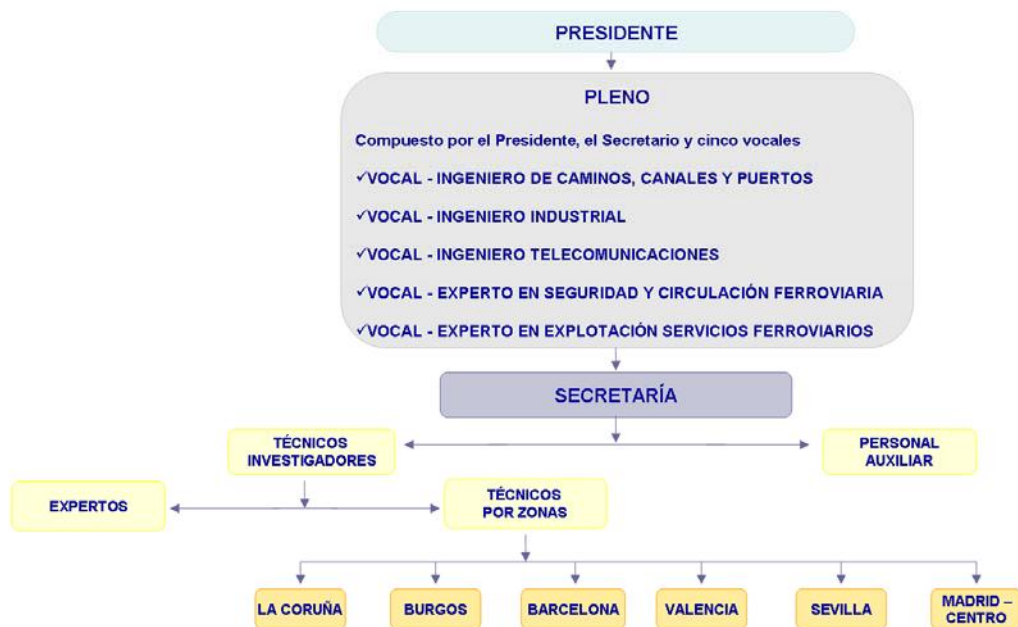 PRESIDENTE
PLENO
Compuesto por el Presidente, el Secretario y cinco vocales
✓VOCAL - INGENIERO DE CAMINOS, CANALES Y PUERTOS
✓VOCAL - INGENIERO INDUSTRIAL
✓VOCAL - INGENIERO TELECOMUNICACIONES
✓VOCAL - EXPERTO EN SEGURIDAD Y CIRCULACIÓN FERROVIARIA
✓VOCAL - EXPERTO EN EXPLOTACIÓN SERVICIOS FERROVIARIOS
SECRETARÍA
TÉCNICOS
INVESTIGADORES
PERSONAL
AUXILIAR
EXPERTOS
TÉCNICOS
POR ZONAS
LA CORUÑA
BURGOS
BARCELONA
VALENCIA
SEVILLA
MADRID –
CENTRO